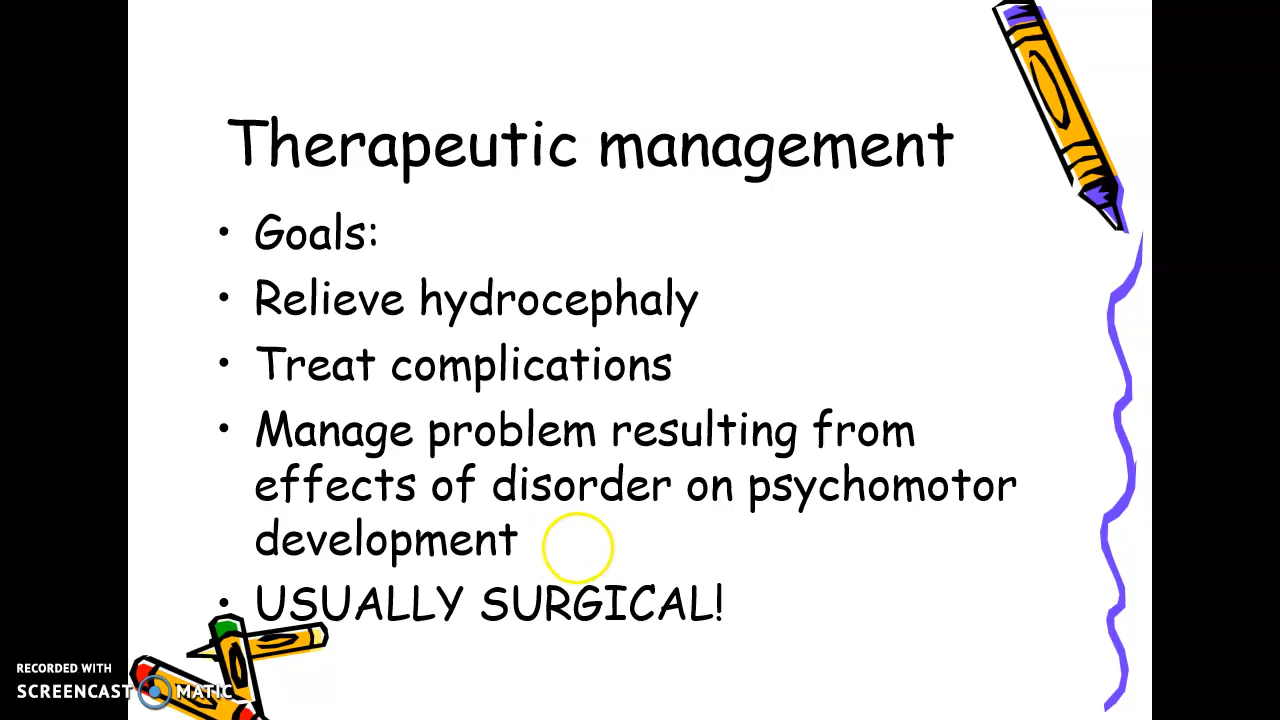 Therapeutic management
• Goals:
• Relieve hydrocephaly
• Treat complications
• Manage problem resulting from
effects of disorder on psychomotor
development
• USUALLY SURGICAL!
RECORDED WITH
SCREENCAST MATIC